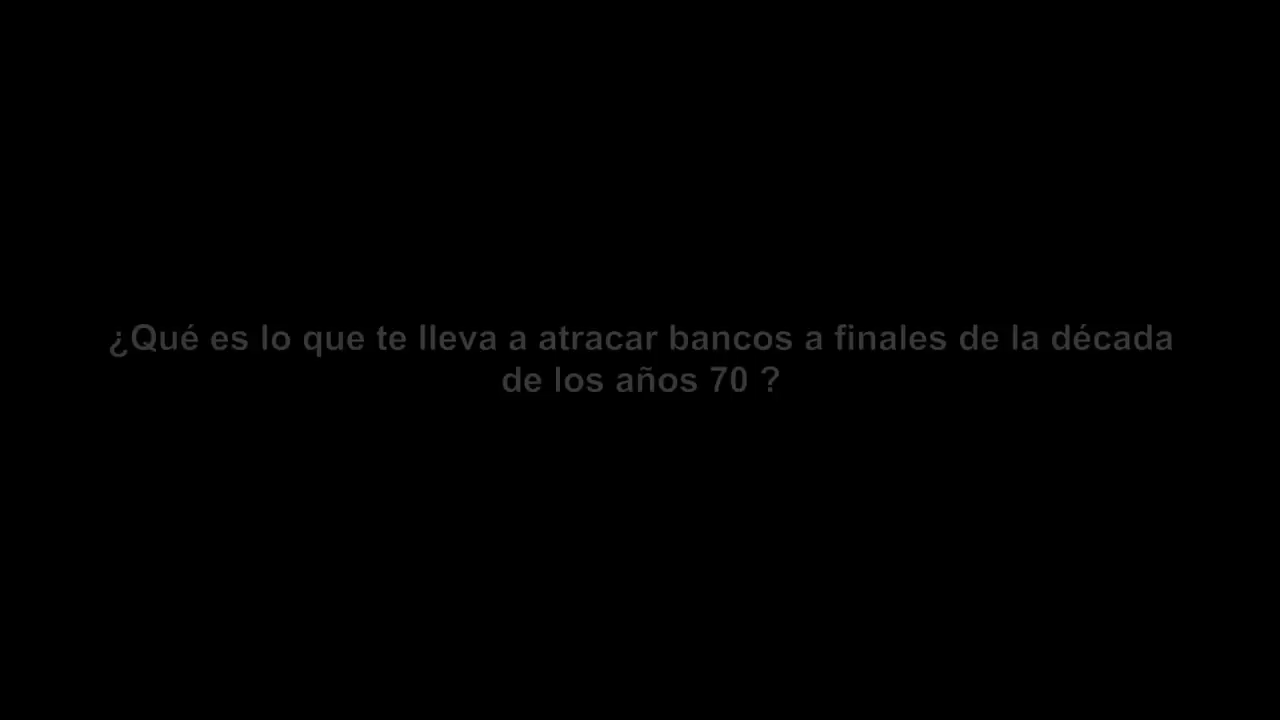 ¿Qué es lo que te lleva a atracar bancos a finales de la década
de los años 70 ?